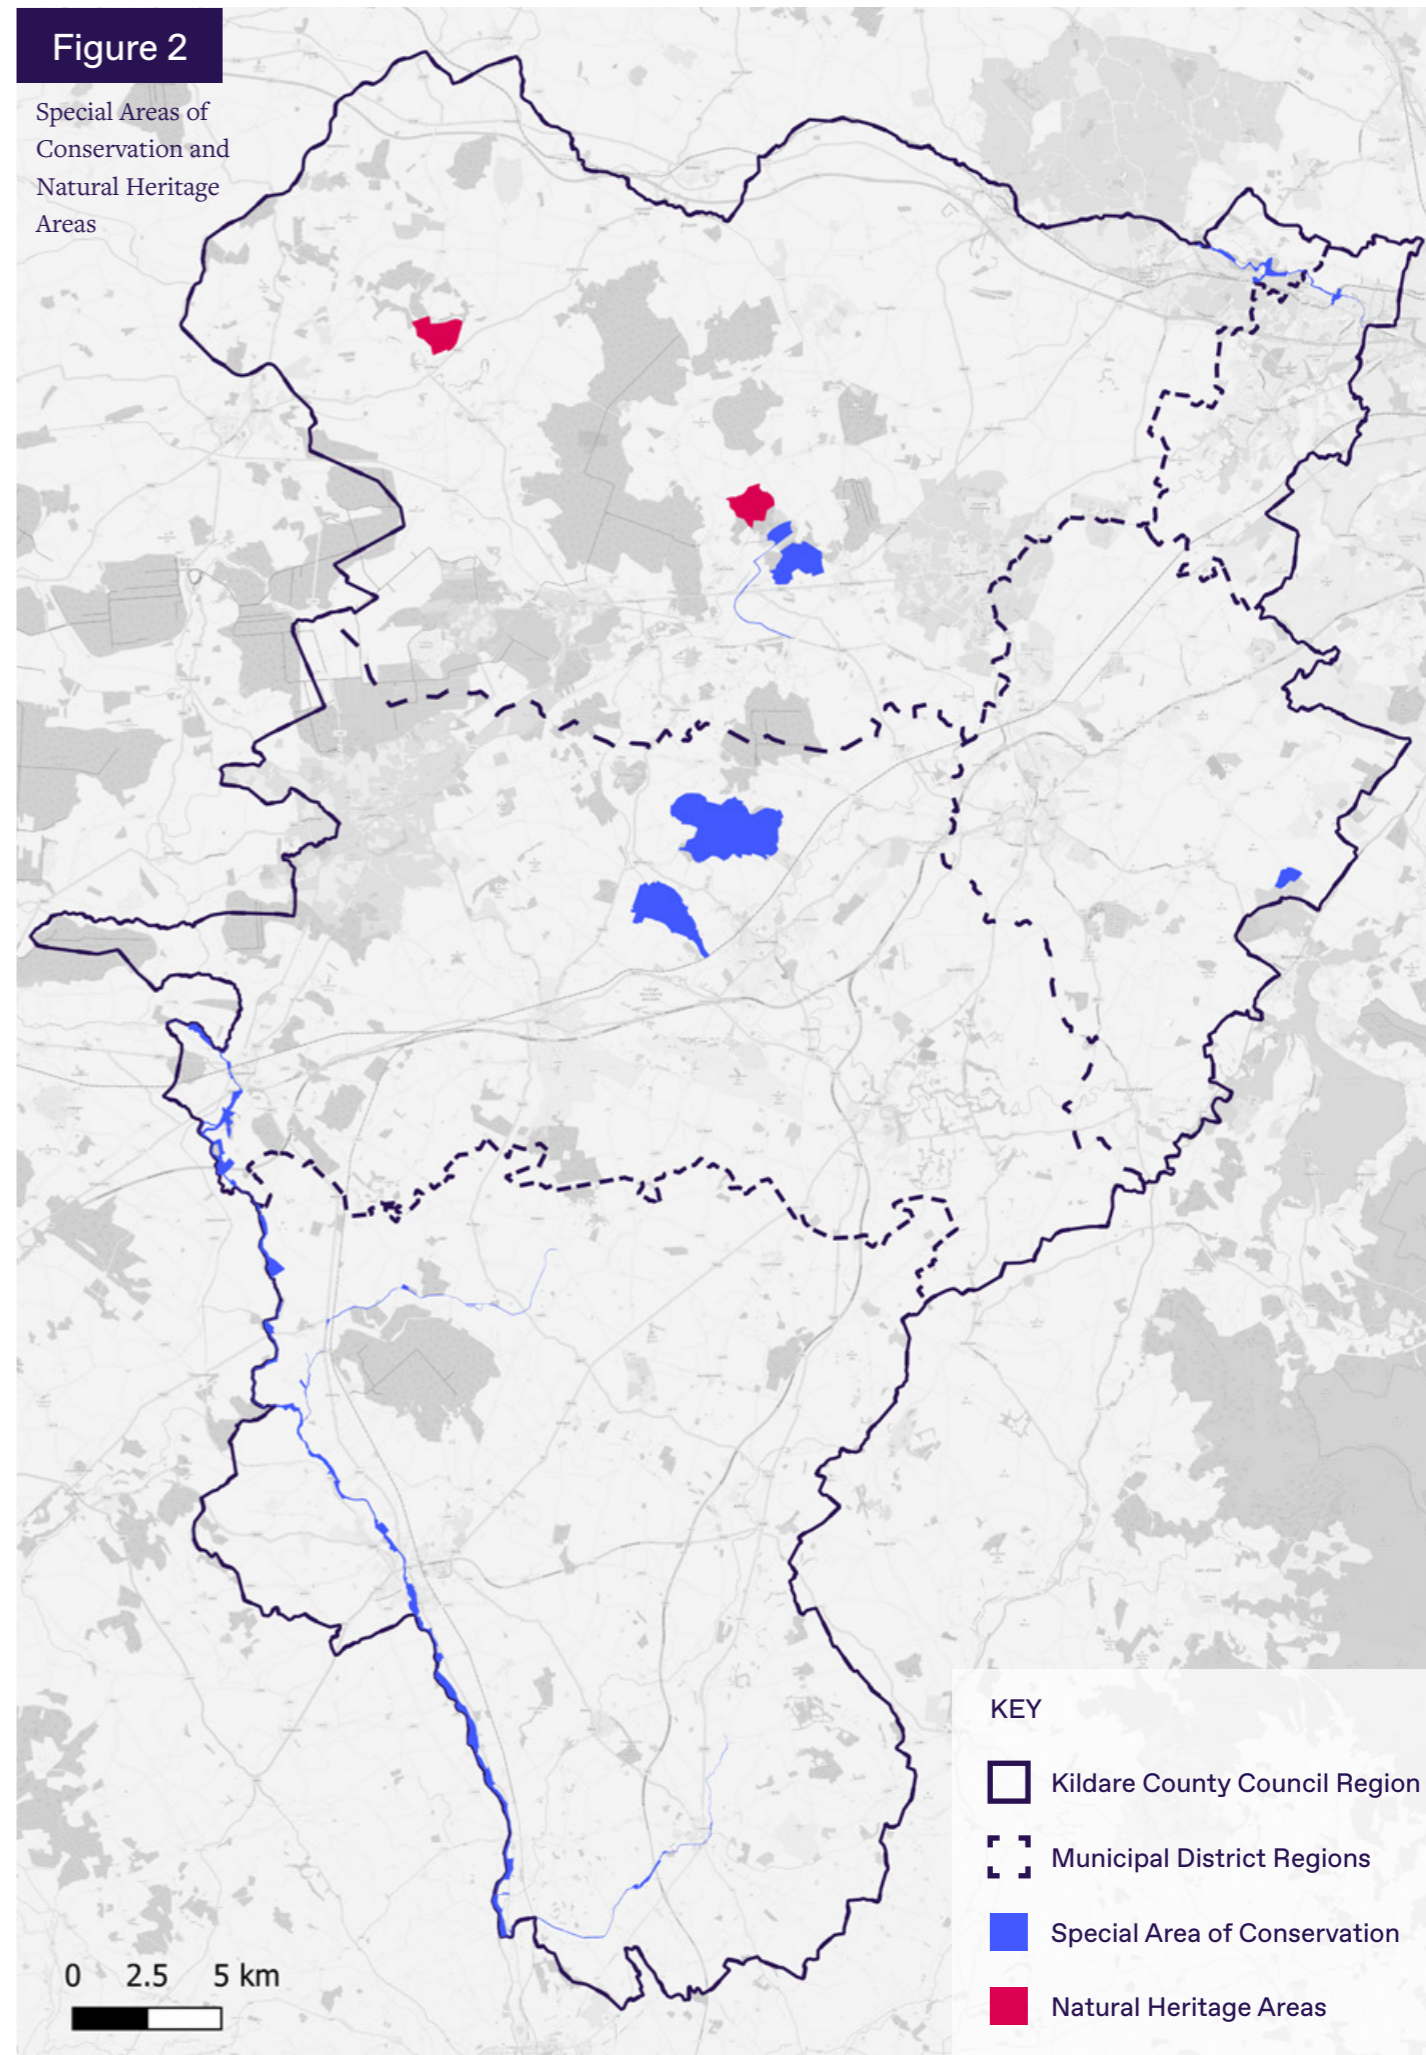 Figure 2
Special Areas of
Conservation and
Natural Heritage
Areas
KEY
Kildare County Council Region
Municipal District Regions
Special Area of Conservation
Natural Heritage Areas
0 2.5 5 km